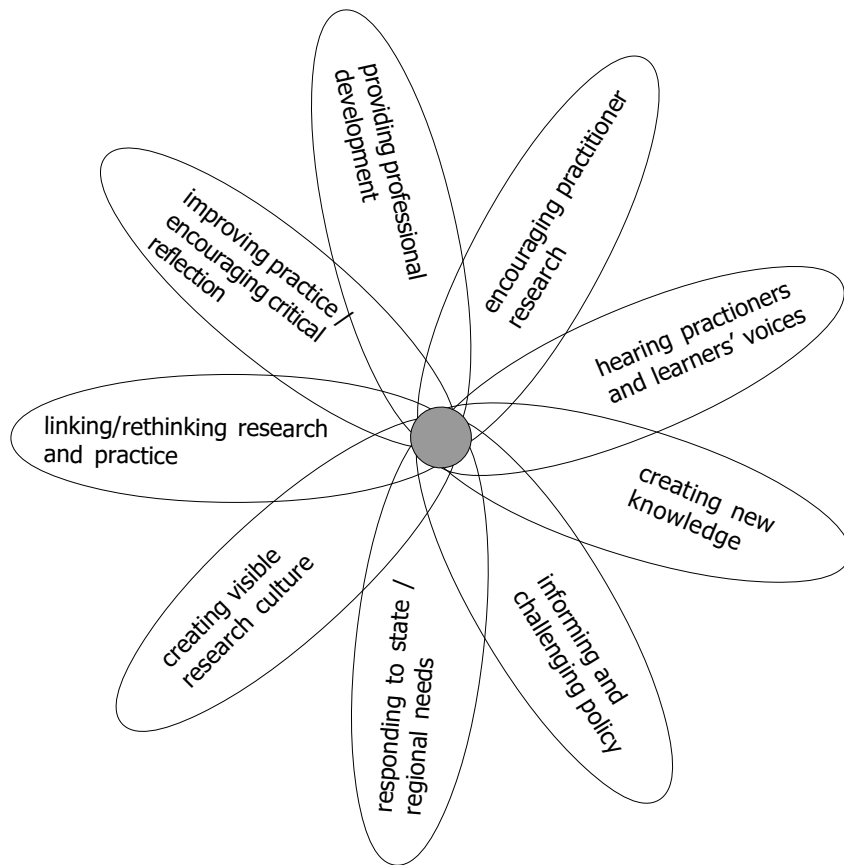 providing professional
development
encouraging practitioner
research
hearing practioners
and learners’ voices
creating new
knowledge
informing and
challenging policy
responding to state /
regional needs
creating visible
research culture
linking/rethinking research
and practice
improving practice /
encouraging critical
reflection